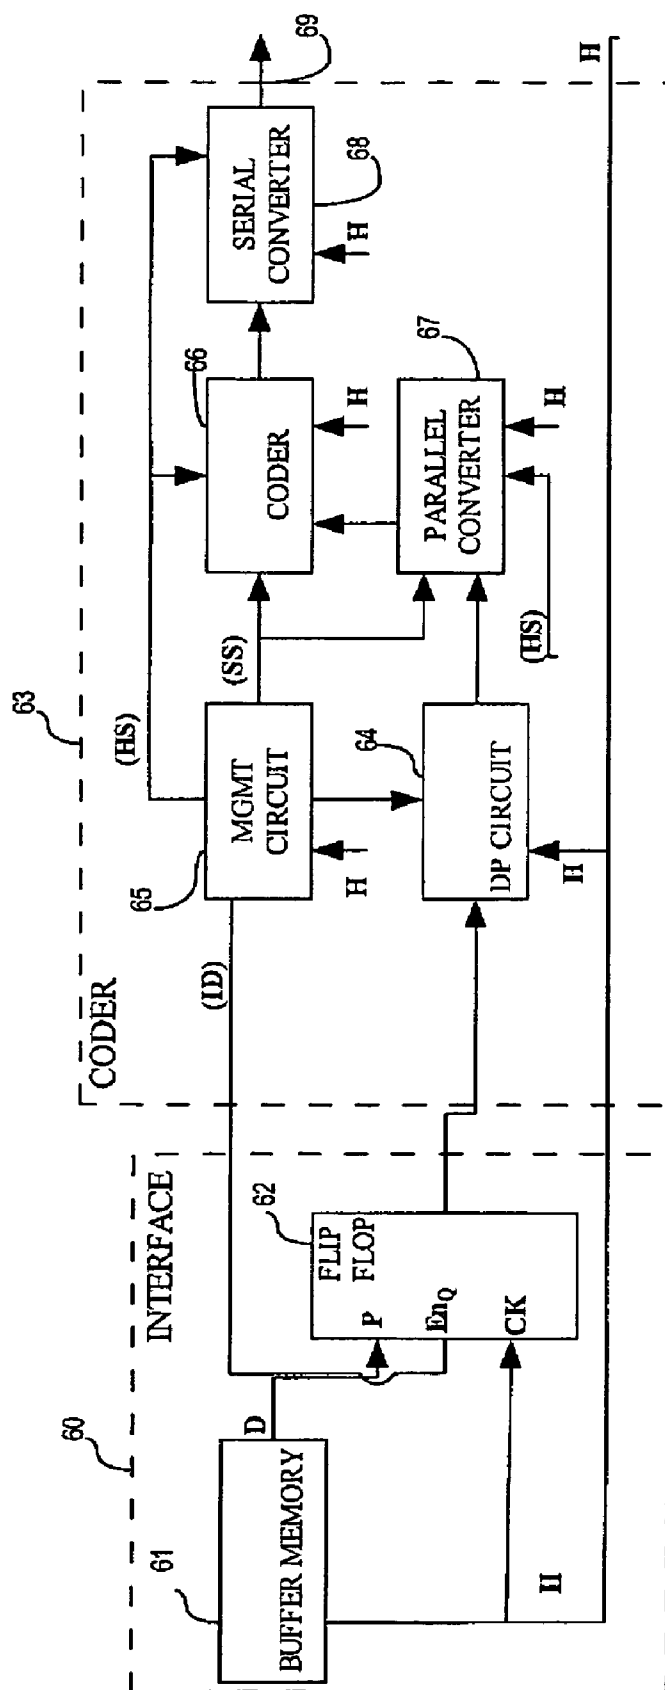 60
INTERFACE
61
BUFFER MEMORY
D
62
FLIP
FLOP
P
EnQ
CK
H
63
CODER
(ID)
65
MGMT
CIRCUIT
H
(HS)
(SS)
64
DP CIRCUIT
H
66
CODER
H
67
PARALLEL
CONVERTER
H
(HS)
SERIAL
CONVERTER
68
H
69
H